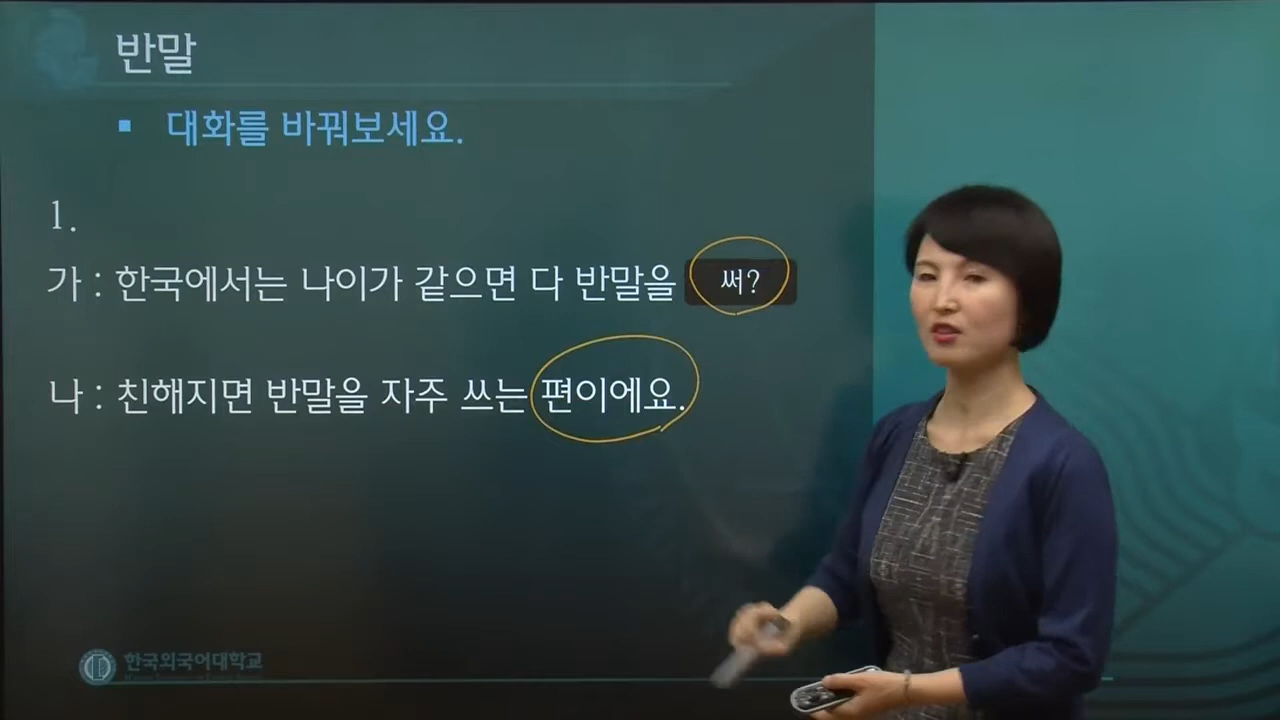 반말
▪ 대화를 바꿔보세요.
1.
가 : 한국에서는 나이가 같으면 다 반말을 써?
나 : 친해지면 반말을 자주 쓰는 편이에요.
한국외국어대학교